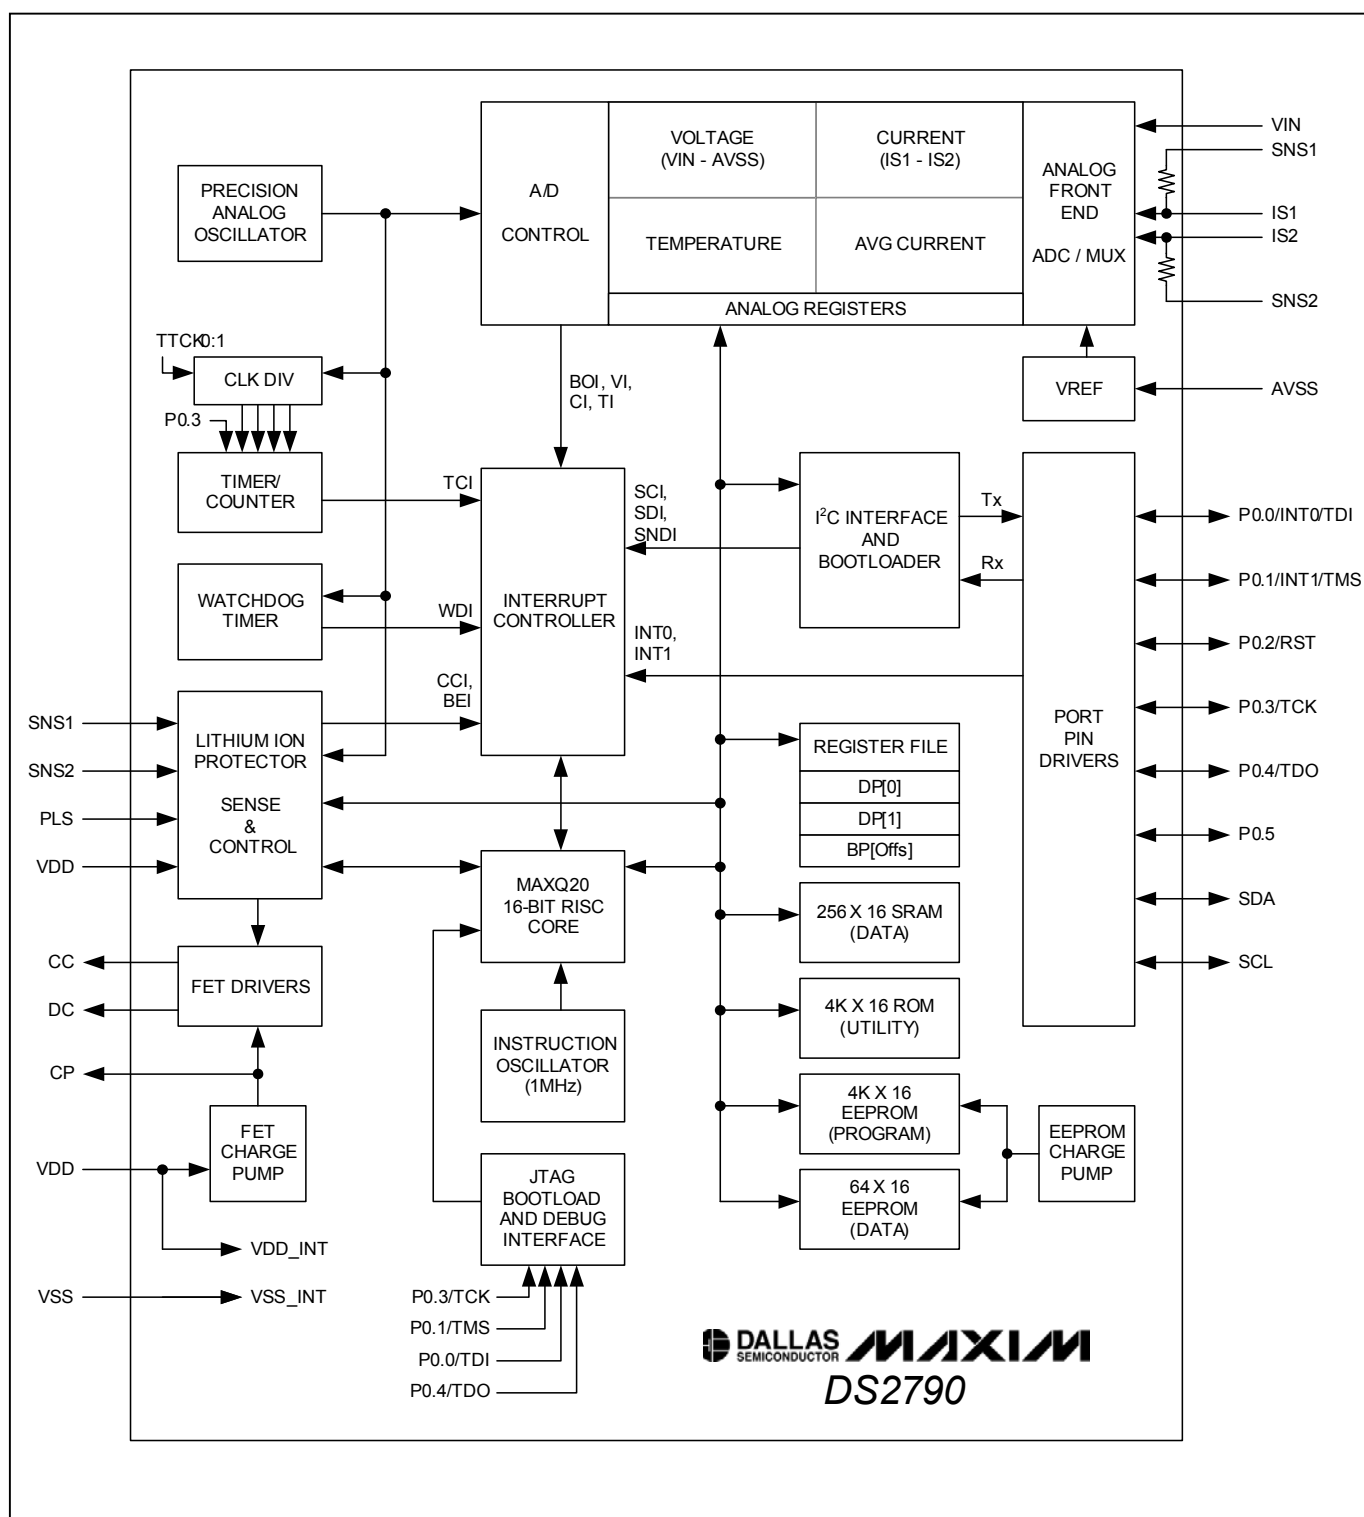 VOLTAGE
(VIN - AVSS)
CURRENT
(IS1 - IS2)
TEMPERATURE
AVG CURRENT
ANALOG REGISTERS
A/D
CONTROL
ANALOG
FRONT
END
ADC / MUX
VIN
SNS1
IS1
IS2
SNS2
PRECISION
ANALOG
OSCILLATOR
TTCK0:1
CLK DIV
P0.3
TIMER/
COUNTER
TCI
BOI, VI,
CI, TI
VREF
AVSS
WATCHDOG
TIMER
WDI
INTERRUPT
CONTROLLER
SCI,
SDI,
SNDI
INT0,
INT1
I²C INTERFACE
AND
BOOTLOADER
Tx
Rx
PORT
PIN
DRIVERS
P0.0/INT0/TDI
P0.1/INT1/TMS
P0.2/RST
P0.3/TCK
P0.4/TDO
P0.5
SDA
SCL
CCI,
BEI
SNS1
SNS2
PLS
VDD
LITHIUM ION
PROTECTOR
SENSE
&
CONTROL
MAXQ20
16-BIT RISC
CORE
REGISTER FILE
DP[0]
DP[1]
BP[Offs]
256 X 16 SRAM
(DATA)
4K X 16 ROM
(UTILITY)
4K X 16
EEPROM
(PROGRAM)
64 X 16
EEPROM
(DATA)
EEPROM
CHARGE
PUMP
CC
DC
CP
FET DRIVERS
INSTRUCTION
OSCILLATOR
(1MHz)
FET
CHARGE
PUMP
VDD
VDD_INT
VSS
VSS_INT
JTAG
BOOTLOAD
AND DEBUG
INTERFACE
P0.3/TCK
P0.1/TMS
P0.0/TDI
P0.4/TDO
DALLAS
SEMICONDUCTOR
MAXIM
DS2790